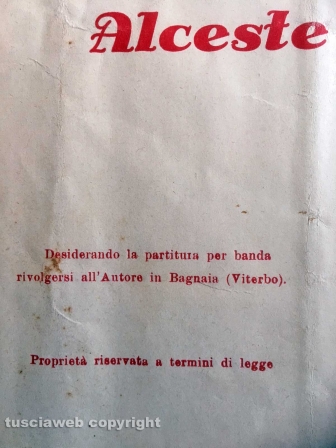 Alceste
Desiderando la partitura per banda
rivolgersi all'Autore in Bagnaia (Viterbo).
Proprietà riservata a termini di legge
tusciaweb copyright